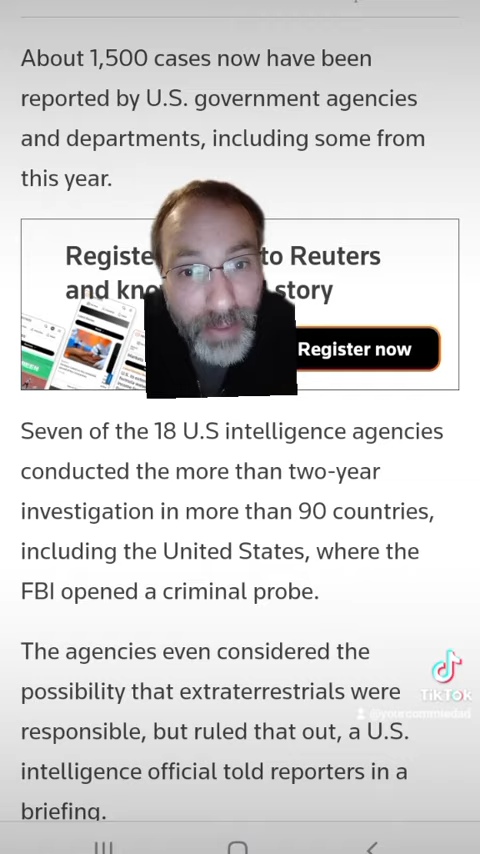 About 1,500 cases now have been
reported by U.S. government agencies
and departments, including some from
this year.
to Reuters
and story
Register now
Seven of the 18 U.S intelligence agencies
conducted the more than two-year
investigation in more than 90 countries,
including the United States, where the
FBI opened a criminal probe.
The agencies even considered the
possibility that extraterrestrials were
responsible, but ruled that out, a U.S.
intelligence official told reporters in a
briefing.
TikTok